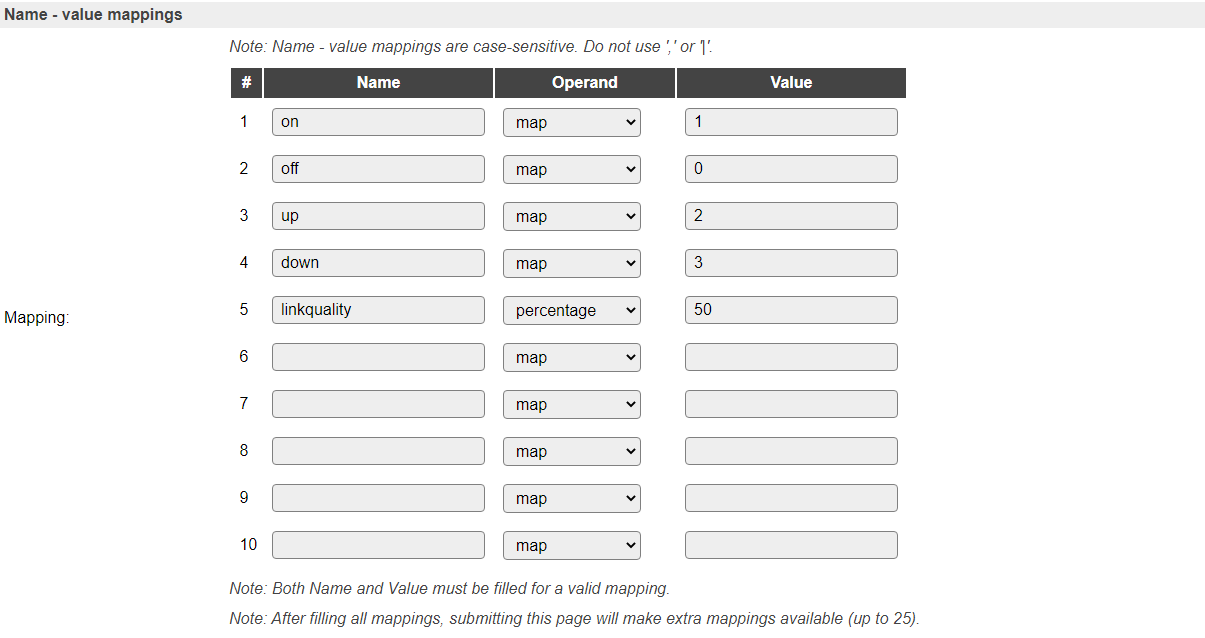 Name - value mappings
Note: Name - value mappings are case-sensitive. Do not use ',' or '|'.
# Name Operand Value
1 on map 1
2 off map 0
3 up map 2
4 down map 3
Mapping: 5 linkquality percentage 50
6 map
7 map
8 map
9 map
10 map
Note: Both Name and Value must be filled for a valid mapping.
Note: After filling all mappings, submitting this page will make extra mappings available (up to 25).